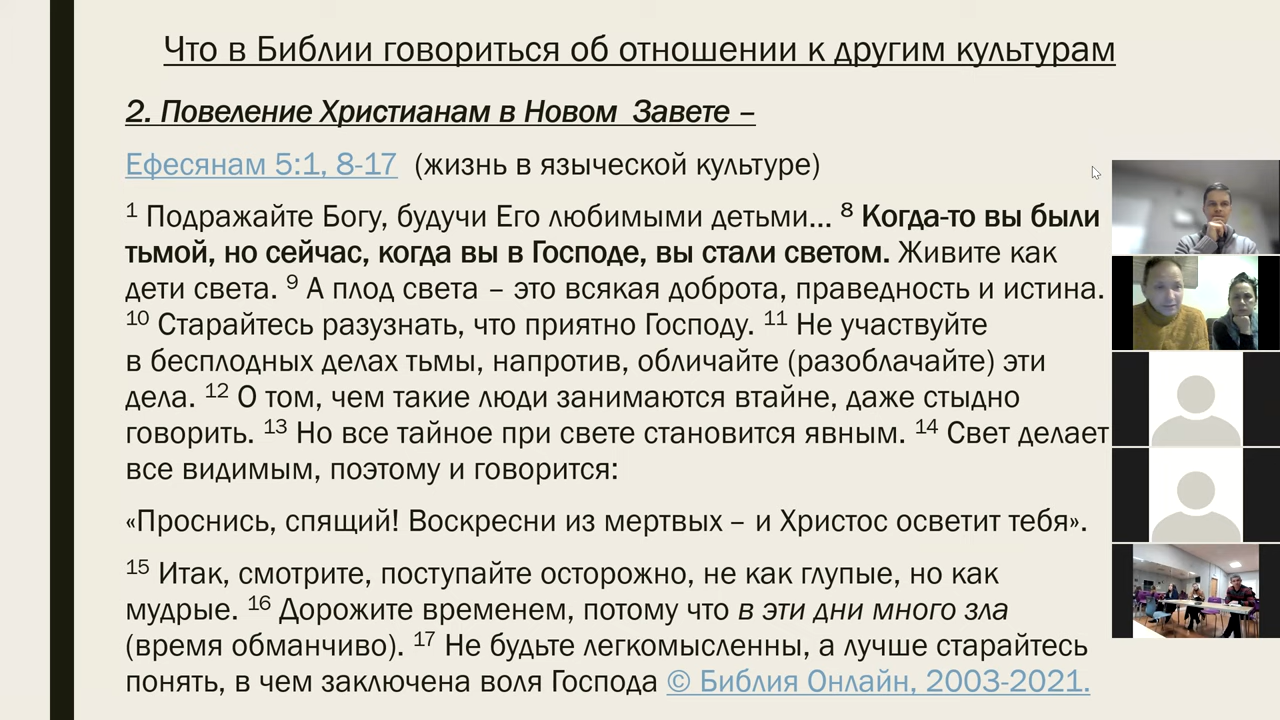 Что в Библии говориться об отношении к другим культурам
2. Повеление Христианам в Новом Завете –
Ефесянам 5:1, 8-17 (жизнь в языческой культуре)
¹ Подражайте Богу, будучи Его любимыми детьми... ⁸ Когда-то вы были
тьмой, но сейчас, когда вы в Господе, вы стали светом. Живите как
дети света. ⁹ А плод света – это всякая доброта, праведность и истина.
¹⁰ Старайтесь разузнать, что приятно Господу. ¹¹ Не участвуйте
в бесплодных делах тьмы, напротив, обличайте (разоблачайте) эти
дела. ¹² О том, чем такие люди занимаются втайне, даже стыдно
говорить. ¹³ Но все тайное при свете становится явным. ¹⁴ Свет делает
все видимым, поэтому и говорится:
«Проснись, спящий! Воскресни из мертвых – и Христос осветит тебя».
¹⁵ Итак, смотрите, поступайте осторожно, не как глупые, но как
мудрые. ¹⁶ Дорожите временем, потому что в эти дни много зла
(время обманчиво). ¹⁷ Не будьте легкомысленны, а лучше старайтесь
понять, в чем заключена воля Господа © Библия Онлайн, 2003-2021.